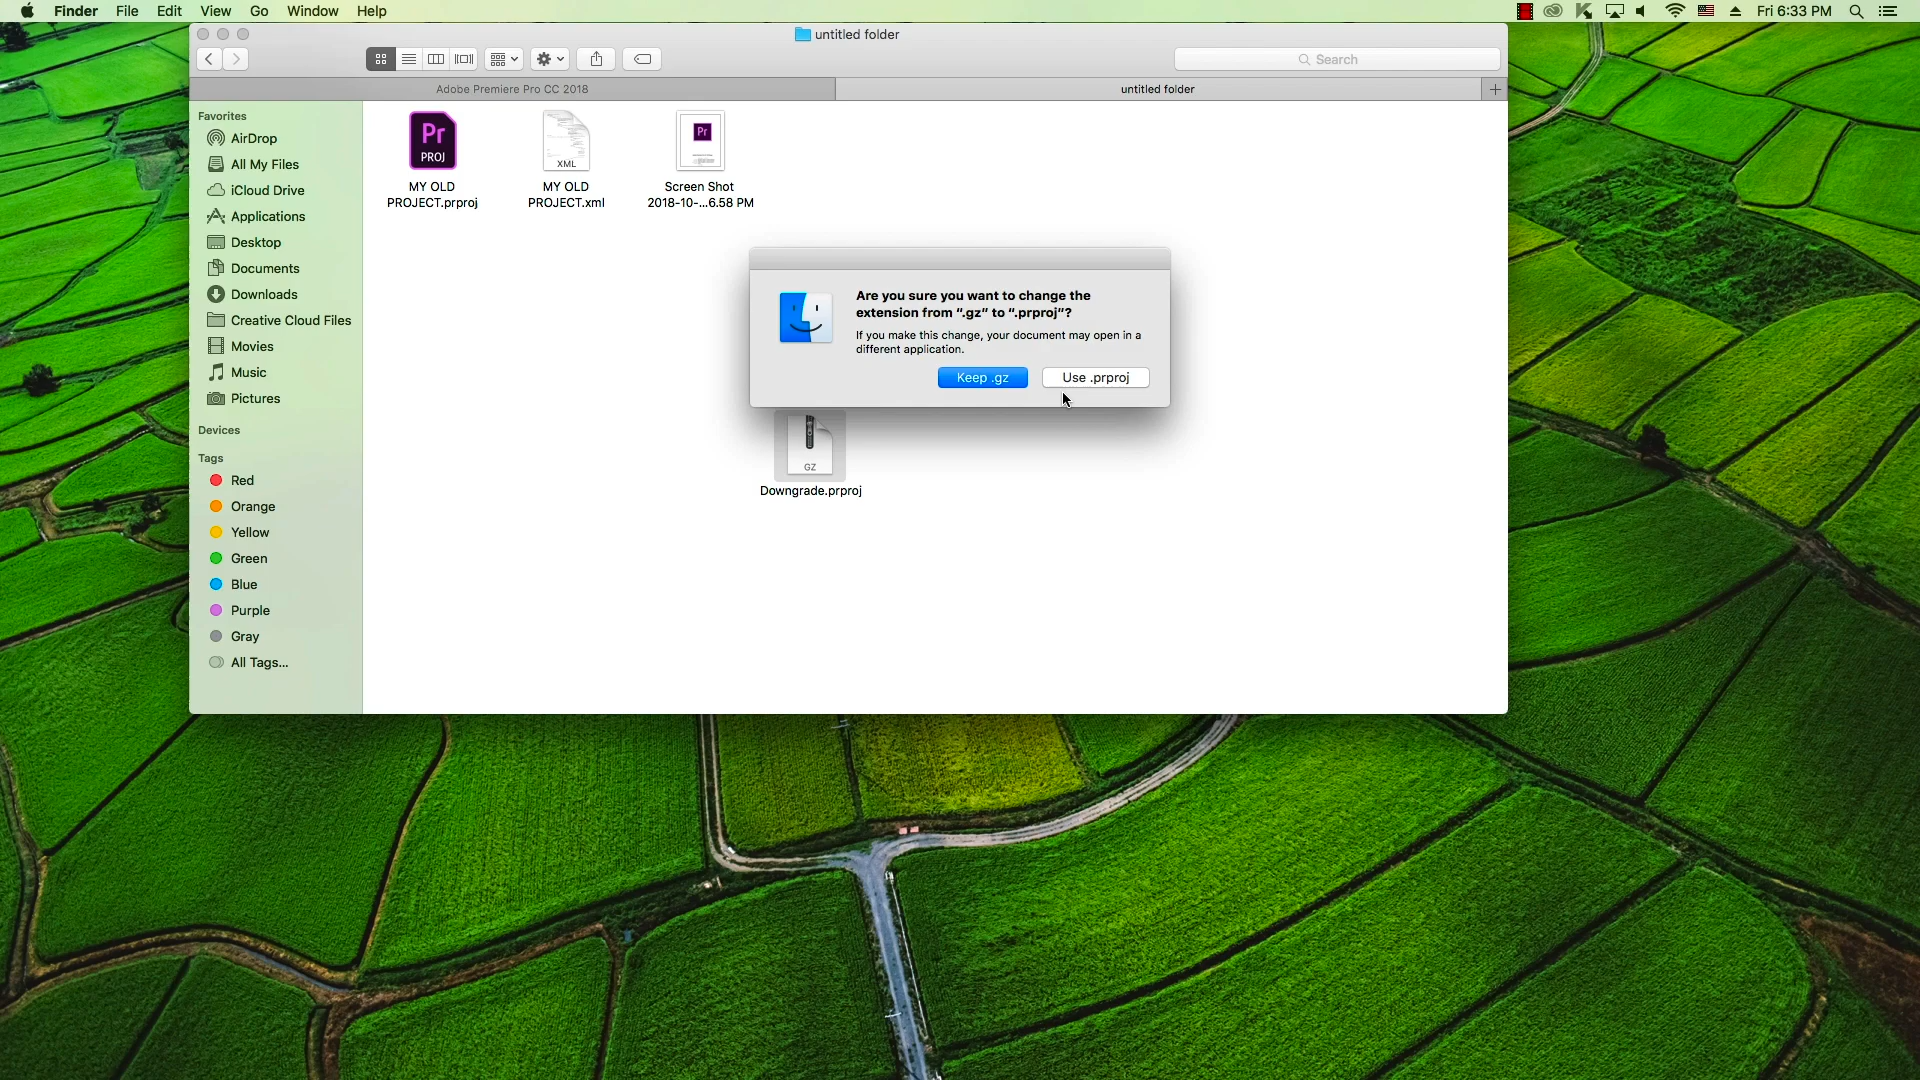 Finder File Edit View Go Window Help
Fri 6:33 PM
untitled folder
Search
Adobe Premiere Pro CC 2018
untitled folder
Favorites
AirDrop
All My Files
iCloud Drive
Applications
Desktop
Documents
Downloads
Creative Cloud Files
Movies
Music
Pictures
Devices
Tags
Red
Orange
Yellow
Green
Blue
Purple
Gray
All Tags...
Pr
PROJ
MY OLD
PROJECT.prproj
XML
MY OLD
PROJECT.xml
Pr
Screen Shot
2018-10-...6.58 PM
Are you sure you want to change the
extension from “.gz” to “.prproj”?
If you make this change, your document may open in a
different application.
Keep .gz
Use .prproj
GZ
Downgrade.prproj